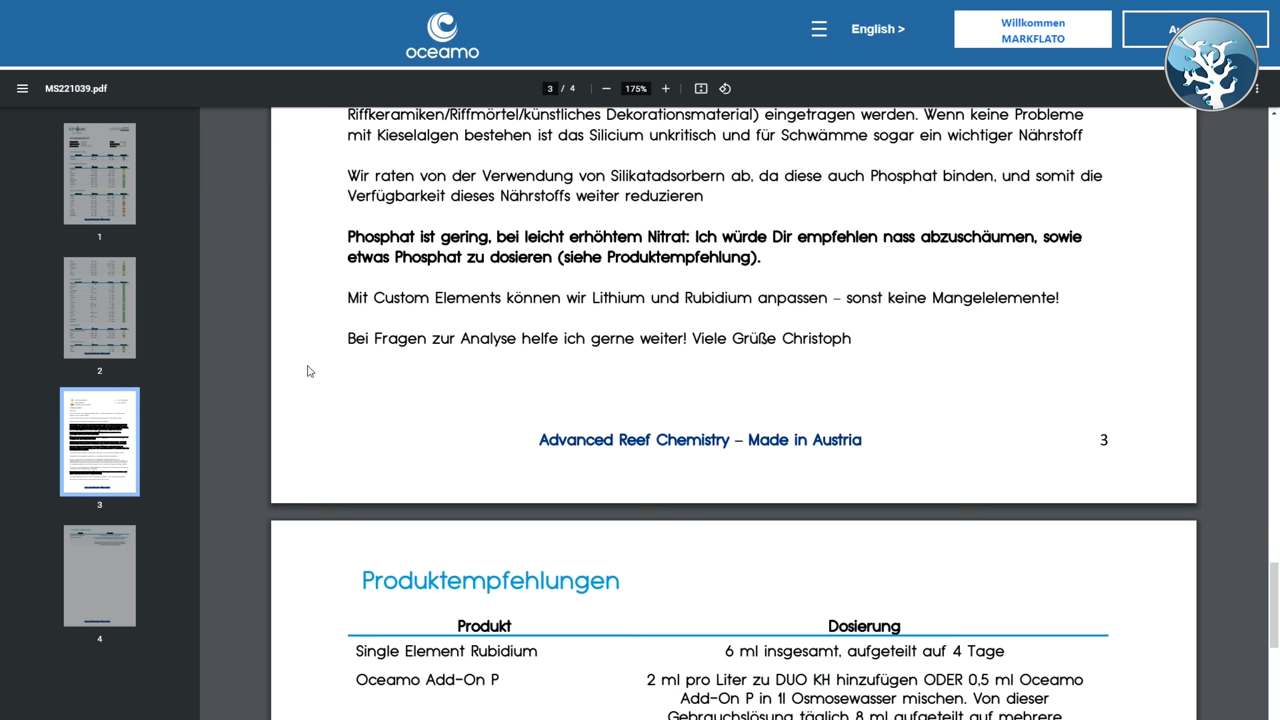 oceamo
English >
Willkommen
MARKFLATO
MS221039.pdf
3 / 4
175%
Riffkeramiken/Riffmörtel/künstliches Dekorationsmaterial) eingetragen werden. Wenn keine Probleme
mit Kieselalgen bestehen ist das Silicium unkritisch und für Schwämme sogar ein wichtiger Nährstoff
Wir raten von der Verwendung von Silikatadsorbern ab, da diese auch Phosphat binden, und somit die
Verfügbarkeit dieses Nährstoffs weiter reduzieren
Phosphat ist gering, bei leicht erhöhtem Nitrat: Ich würde Dir empfehlen nass abzuschäumen, sowie
etwas Phosphat zu dosieren (siehe Produktempfehlung).
Mit Custom Elements können wir Lithium und Rubidium anpassen – sonst keine Mangelelemente!
Bei Fragen zur Analyse helfe ich gerne weiter! Viele Grüße Christoph
Advanced Reef Chemistry – Made in Austria
3
1
2
3
4
Produktempfehlungen
Produkt Dosierung
Single Element Rubidium 6 ml insgesamt, aufgeteilt auf 4 Tage
Oceamo Add-On P 2 ml pro Liter zu DUO KH hinzufügen ODER 0,5 ml Oceamo
Add-On P in 1l Osmosewasser mischen. Von dieser
Gebrauchslösung täglich 8 ml aufgeteilt auf mehrere